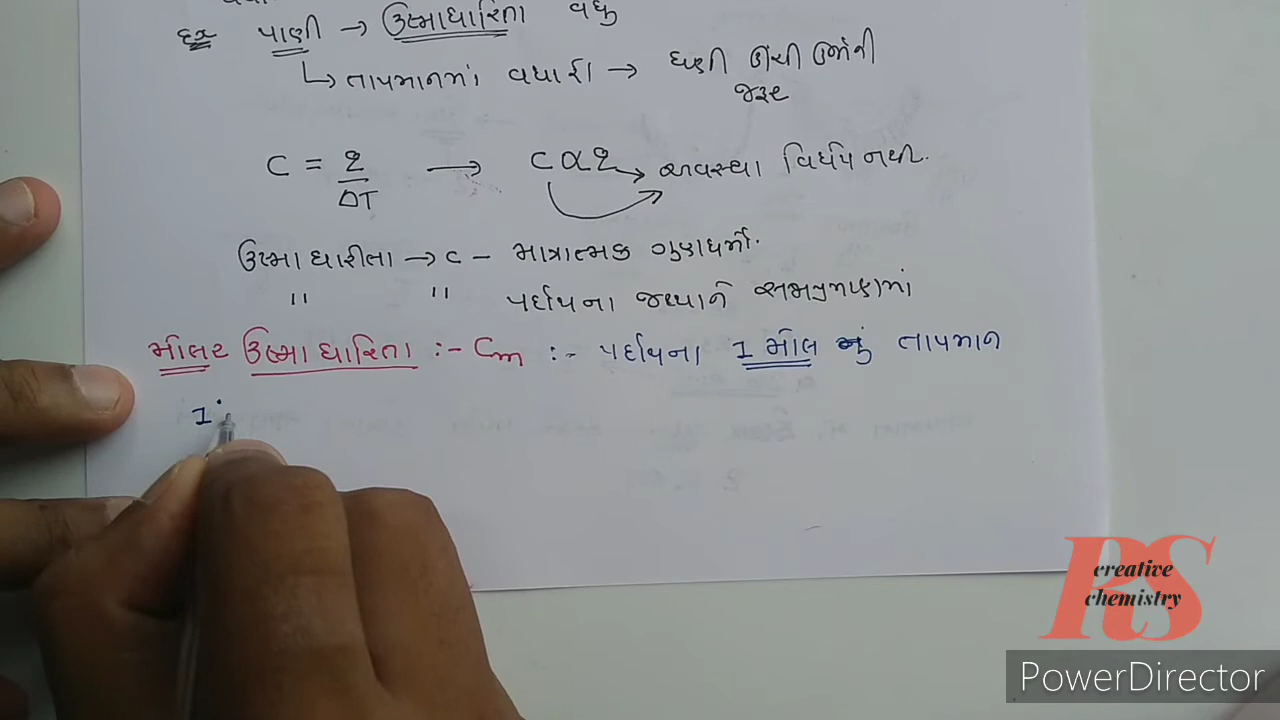 દા.ત પાણી → ઉષ્માધારિતા વધુ
↳ તાપમાનમાં વધારો → ઘણી ઊંચી ઉર્જાની
જરૂર
C = q/ΔT → C α q → અવસ્થા વિધેય નથી.
ઉષ્માધારીતા → C - માત્રાત્મક ગુણધર્મો.
" " પદાર્થના જથ્થાને સમપ્રમાણમાં
મોલર ઉષ્માધારિતા :- Cm :- પદાર્થના 1 મોલ નું તાપમાન
1°
creative
chemistry
PowerDirector